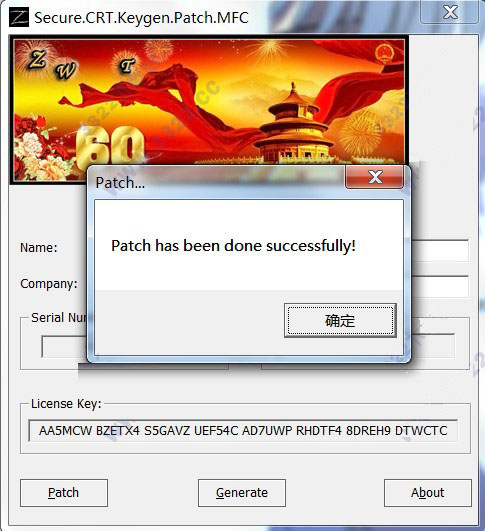 Secure.CRT.Keygen.Patch.MFC
Z W T
60
Patch...
Patch has been done successfully!
确定
Name:
Company:
Serial Nu
License Key:
AA5MCW BZETX4 S5GAVZ UEF54C AD7UWP RHDTF4 8DREH9 DTWCTC
Patch
Generate
About